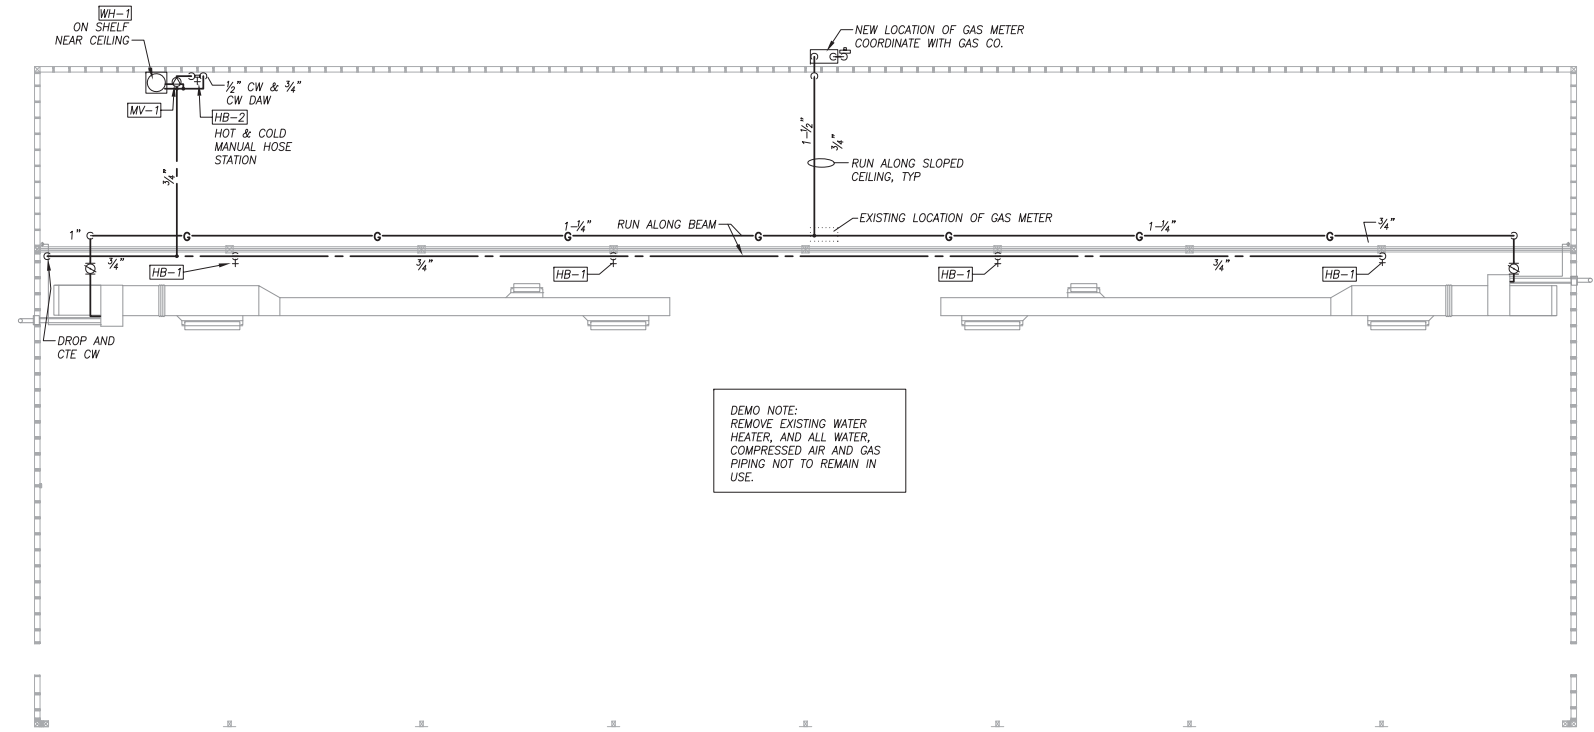 WH-1
ON SHELF
NEAR CEILING
NEW LOCATION OF GAS METER
COORDINATE WITH GAS CO.
½" CW & ¾"
CW DAW
MV-1
HB-2
HOT & COLD
MANUAL HOSE
STATION
¾"
1-½"
¾"
RUN ALONG SLOPED
CEILING, TYP
EXISTING LOCATION OF GAS METER
1"
1-¼"
RUN ALONG BEAM
1-¼"
¾"
G G G G G G G
¾"
HB-1
¾"
HB-1
HB-1
¾"
HB-1
DROP AND
CTE CW
DEMO NOTE:
REMOVE EXISTING WATER
HEATER, AND ALL WATER,
COMPRESSED AIR AND GAS
PIPING NOT TO REMAIN IN
USE.